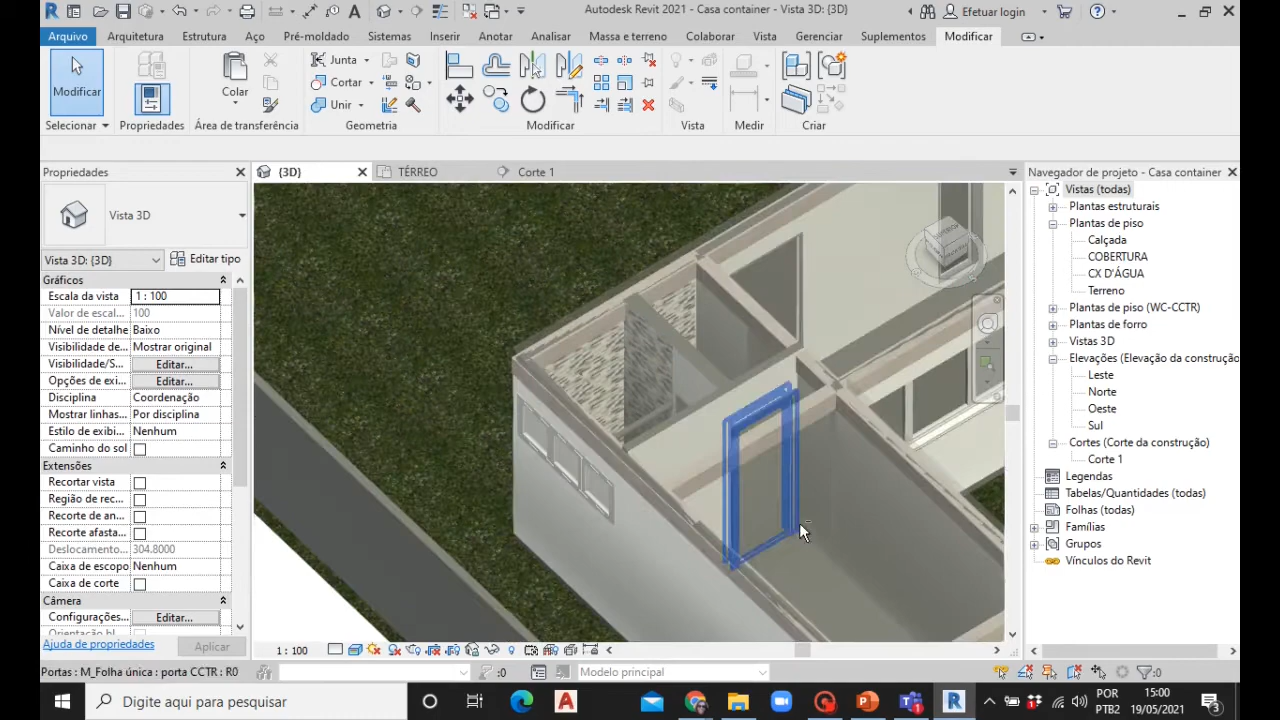 Autodesk Revit 2021 - Casa container - Vista 3D: {3D}
Efetuar login
Arquivo Arquitetura Estrutura Aço Pré-moldado Sistemas Inserir Anotar Analisar Massa e terreno Colaborar Vista Gerenciar Suplementos Modificar
Modificar
Colar
Junta
Cortar
Unir
Selecionar Propriedades Área de transferência Geometria Modificar Vista Medir Criar
Propriedades
{3D}
TÉRREO
Corte 1
Navegador de projeto - Casa container
Vista 3D
Vista 3D: {3D}
Editar tipo
Gráficos
Escala da vista 1 : 100
Valor de escal... 100
Nível de detalhe Baixo
Visibilidade de... Mostrar original
Visibilidade/S... Editar...
Opções de exi... Editar...
Disciplina Coordenação
Mostrar linhas... Por disciplina
Estilo de exibi... Nenhum
Caminho do sol
Extensões
Recortar vista
Região de rec...
Recorte de an...
Recorte afasta...
Deslocamento... 304.8000
Caixa de escopo Nenhum
Caixa de corte
Câmera
Configurações... Editar...
Ajuda de propriedades
Aplicar
Vistas (todas)
Plantas estruturais
Plantas de piso
Calçada
COBERTURA
CX D'ÁGUA
Terreno
Plantas de piso (WC-CCTR)
Plantas de forro
Vistas 3D
Elevações (Elevação da construção
Leste
Norte
Oeste
Sul
Cortes (Corte da construção)
Corte 1
Legendas
Tabelas/Quantidades (todas)
Folhas (todas)
Famílias
Grupos
Vínculos do Revit
1 : 100
Portas : M_Folha única : porta CCTR : R0
:0
Modelo principal
:0
Digite aqui para pesquisar
POR
PTB2
15:00
19/05/2021
3